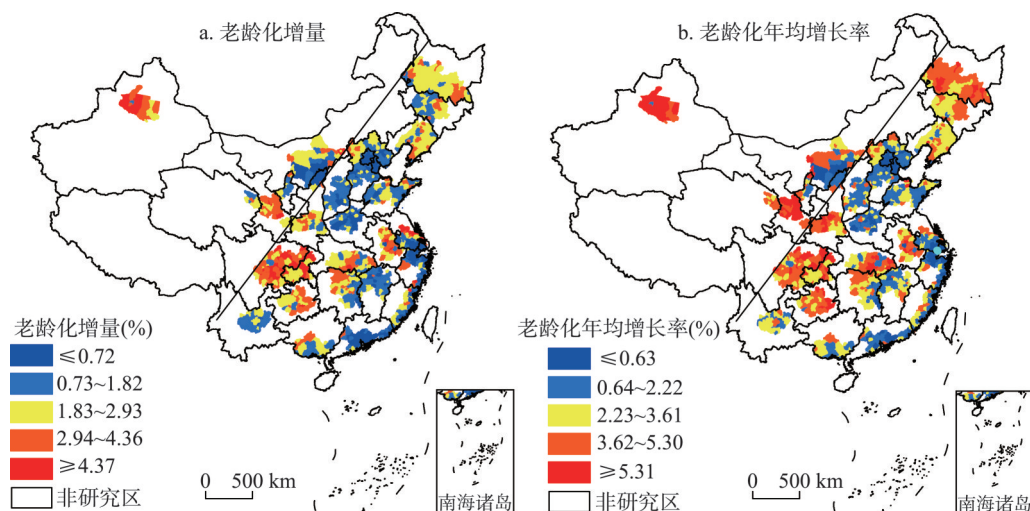 a. 老龄化增量
老龄化增量(%)
≤0.72
0.73~1.82
1.83~2.93
2.94~4.36
≥4.37
非研究区
0 500 km
南海诸岛
b. 老龄化年均增长率
老龄化年均增长率(%)
≤0.63
0.64~2.22
2.23~3.61
3.62~5.30
≥5.31
非研究区
0 500 km
南海诸岛